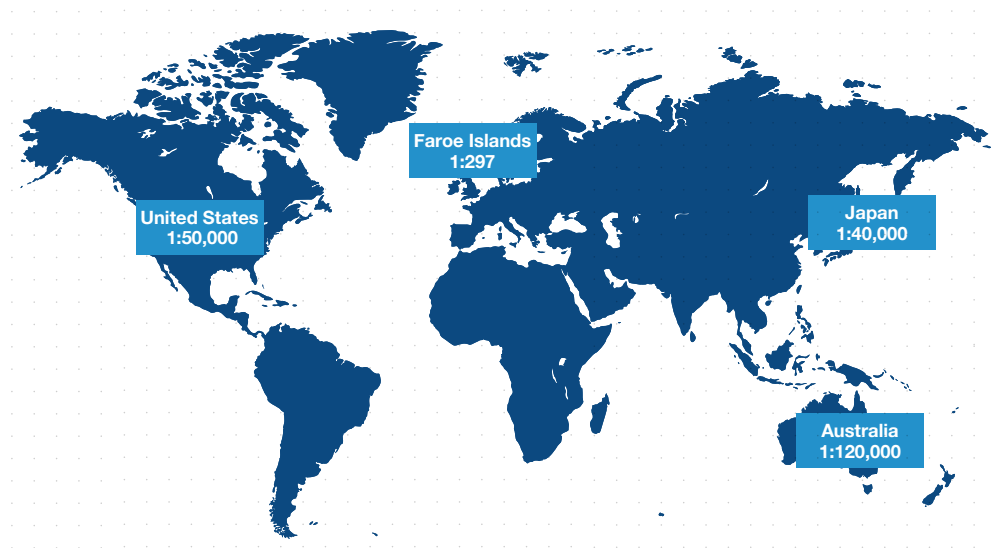 Faroe Islands
1:297
United States
1:50,000
Japan
1:40,000
Australia
1:120,000